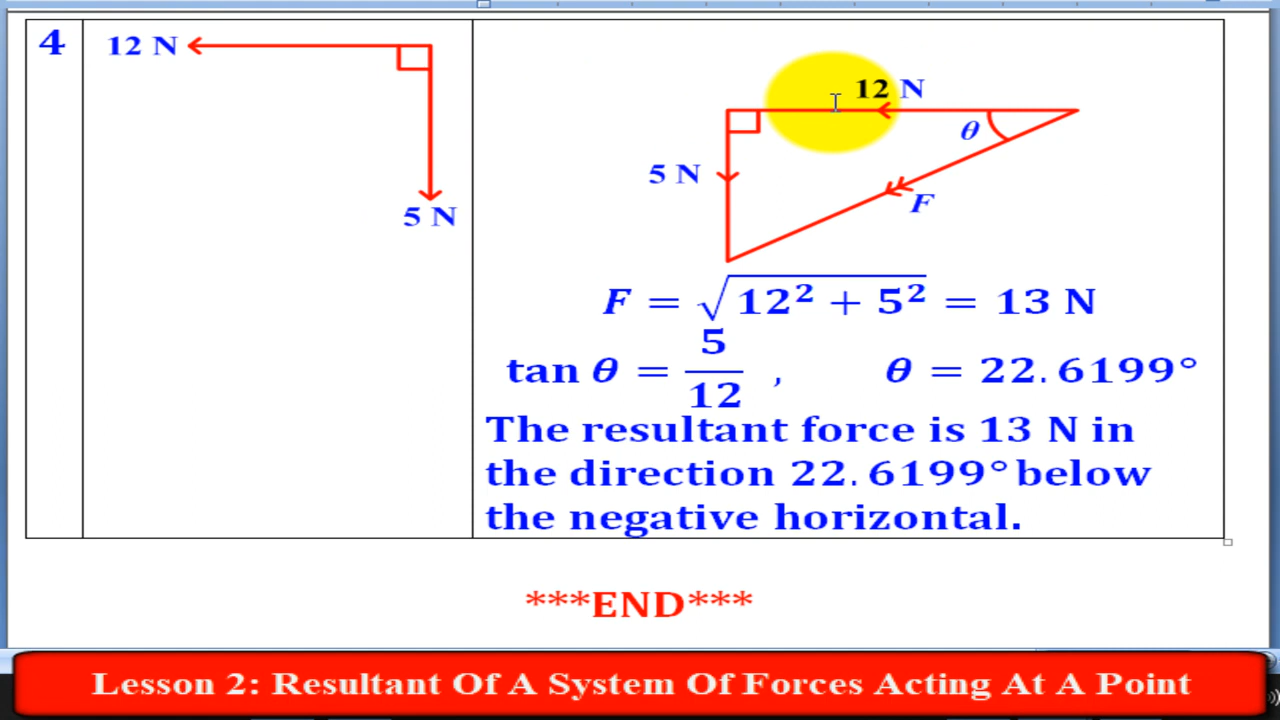 4
12 N
5 N
12 N
θ
5 N
F
F = √12² + 5² = 13 N
tan θ = 5/12 , θ = 22.6199°
The resultant force is 13 N in
the direction 22.6199° below
the negative horizontal.
***END***
Lesson 2: Resultant Of A System Of Forces Acting At A Point